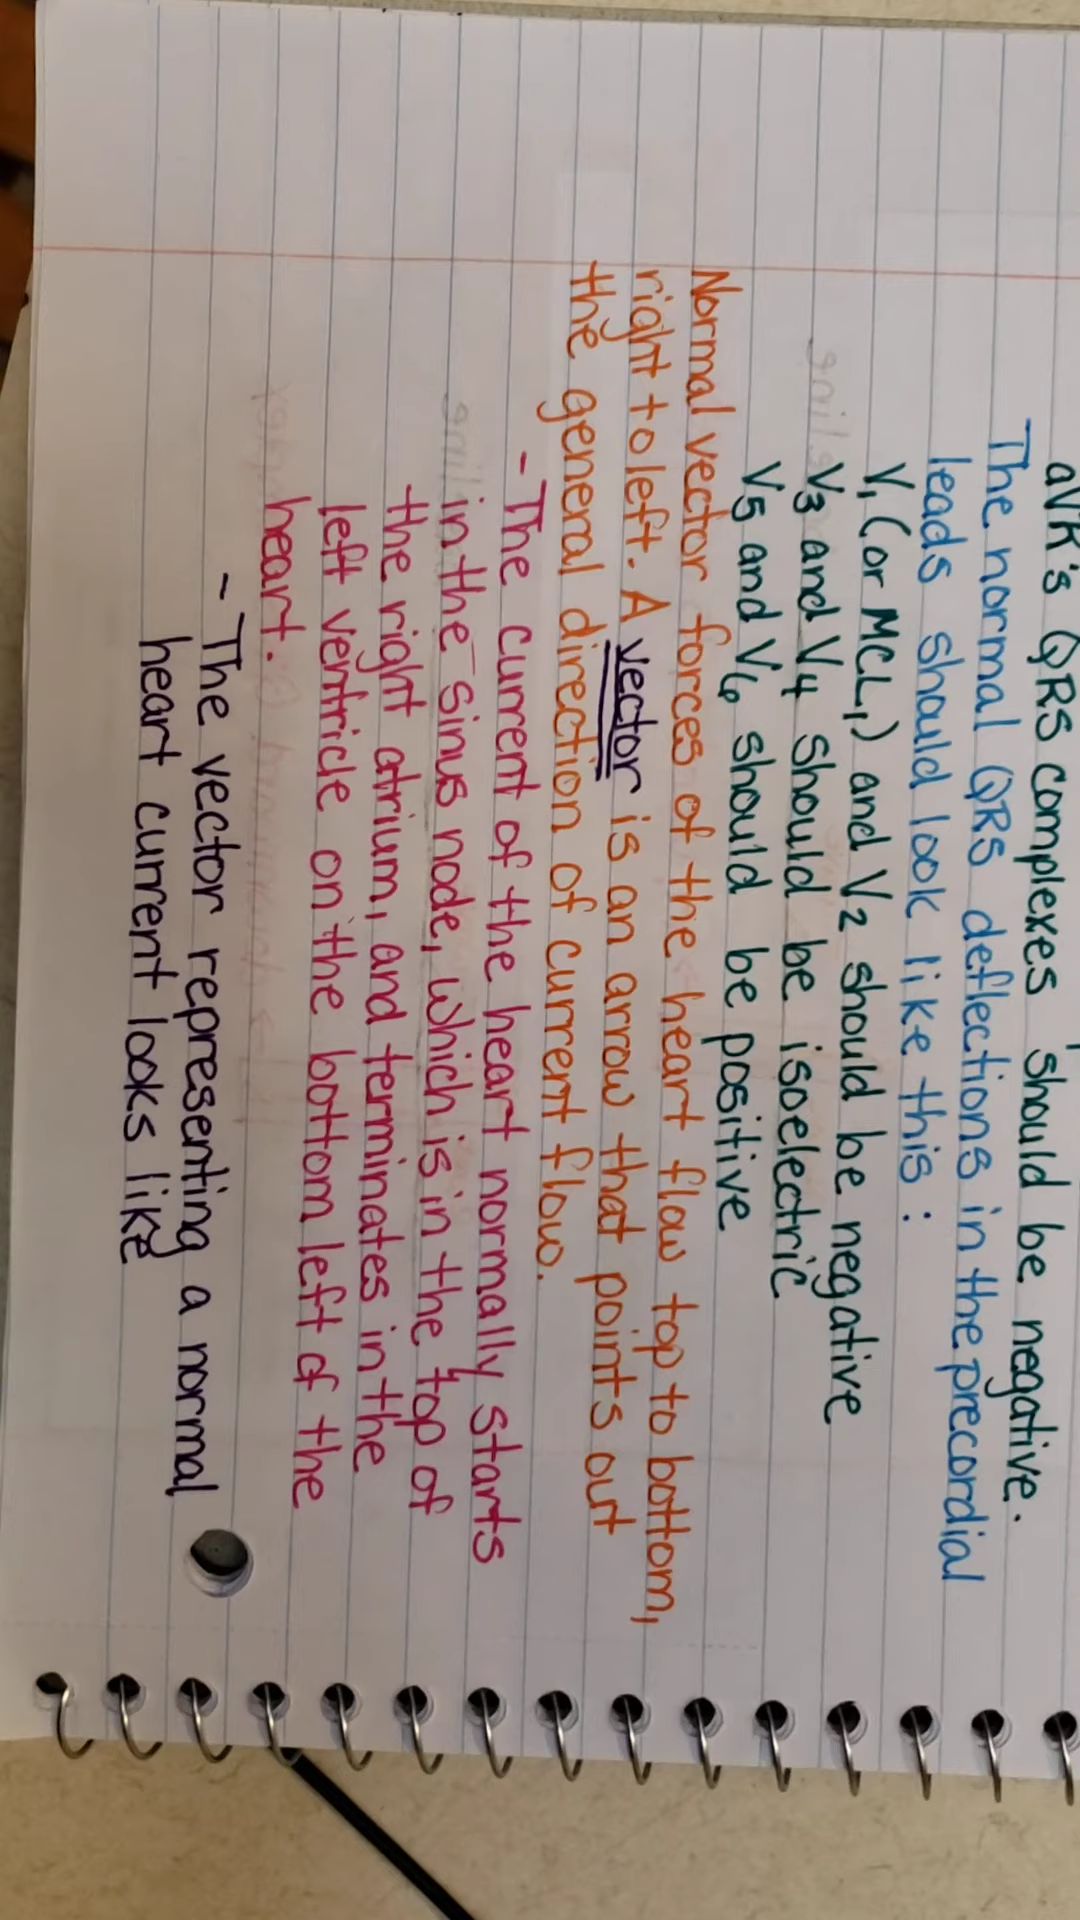 aVR's QRS complexes should be negative.
The normal QRS deflections in the precordial
leads should look like this:
V₁ (or MCL₁) and V₂ should be negative
V₃ and V₄ should be isoelectric
V₅ and V₆ should be positive
Normal vector forces of the heart flow top to bottom,
right to left. A vector is an arrow that points out
the general direction of current flow.
- The current of the heart normally starts
in the sinus node, which is in the top of
the right atrium, and terminates in the
left ventricle on the bottom left of the
heart.
- The vector representing a normal
heart current looks like